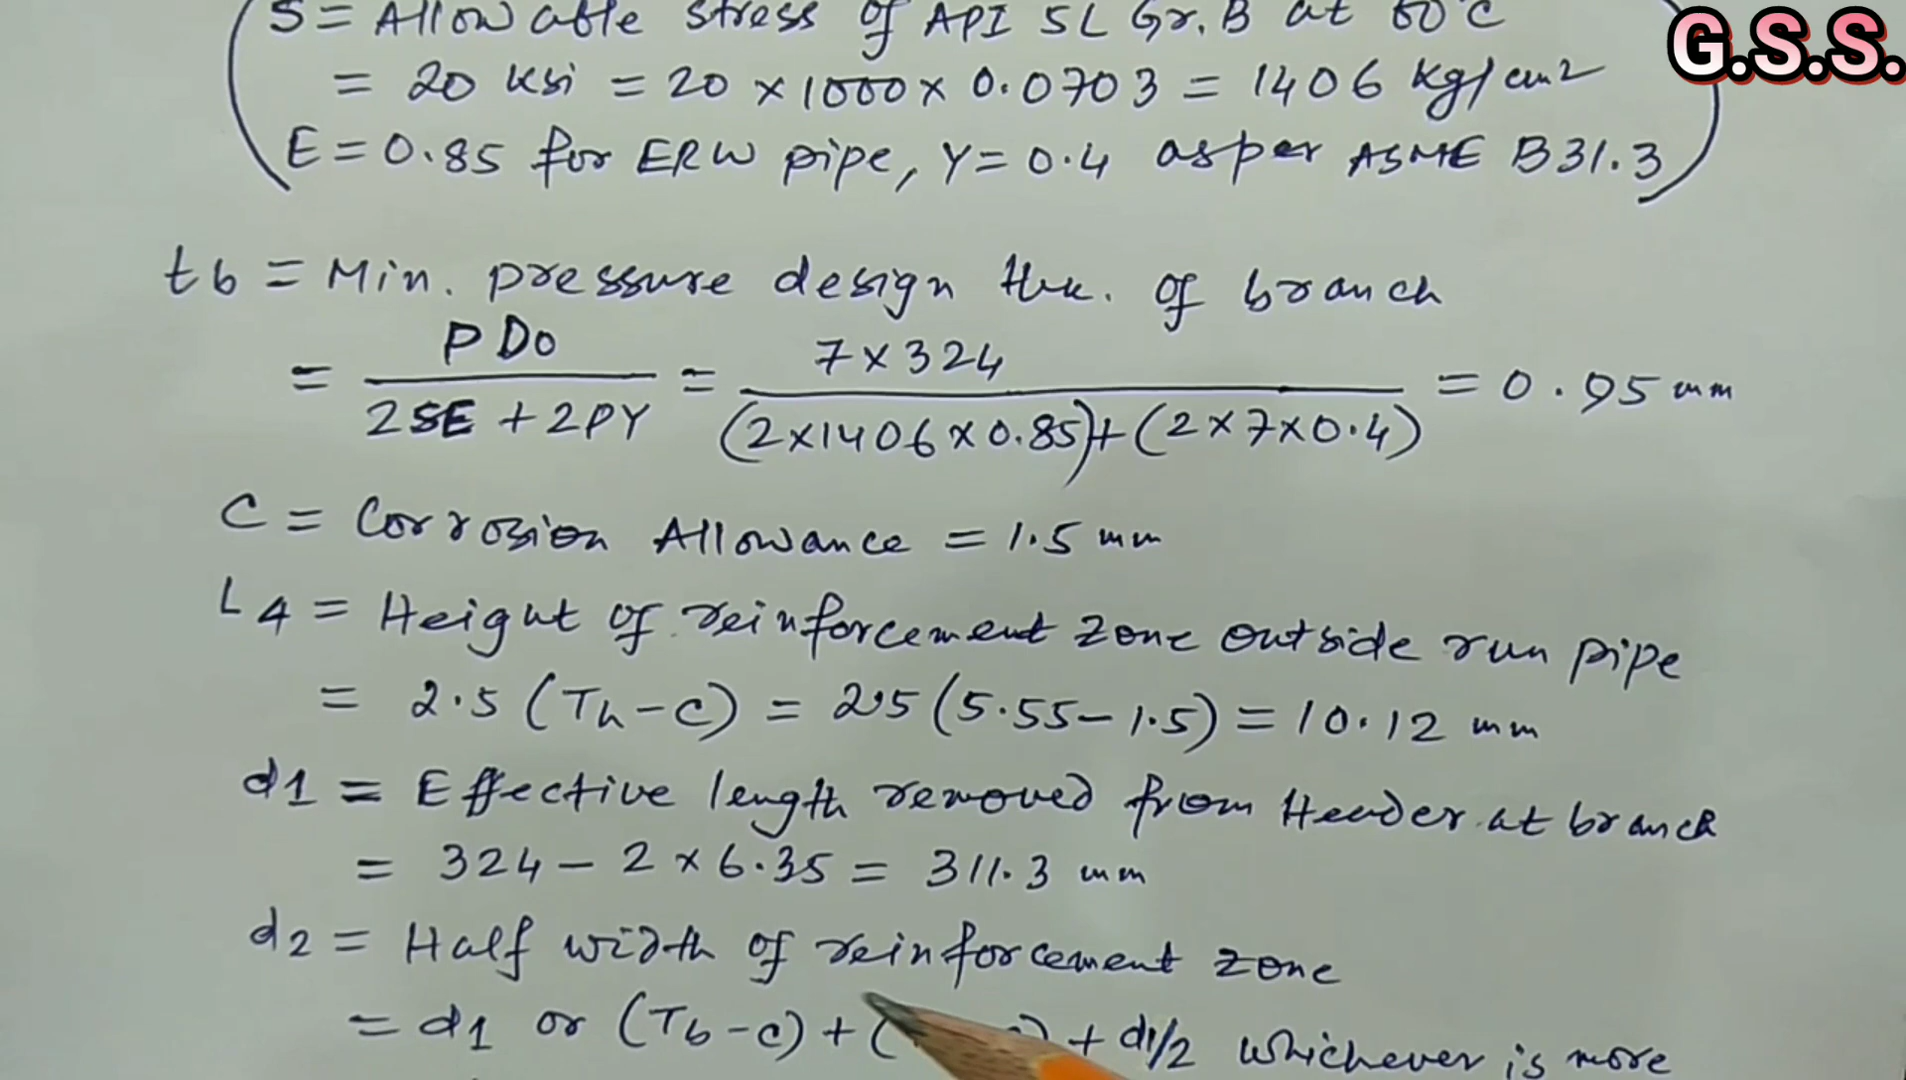 G.S.S.
S = Allowable stress of API 5L Gr. B at 60°C
= 20 ksi = 20 × 1000 × 0.0703 = 1406 kg/cm2
E = 0.85 for ERW pipe, Y = 0.4 as per ASME B31.3
tb = Min. pressure design thk. of branch
= PDo / 2SE + 2PY = 7 × 324 / (2×1406×0.85) + (2×7×0.4) = 0.95 mm
C = Corrosion Allowance = 1.5 mm
L4 = Height of reinforcement zone outside run pipe
= 2.5 (Th - C) = 2.5 (5.55 - 1.5) = 10.12 mm
d1 = Effective length removed from Header at branch
= 324 - 2 × 6.35 = 311.3 mm
d2 = Half width of reinforcement zone
= d1 or (Tb - c) + ( ) + d1/2 whichever is more